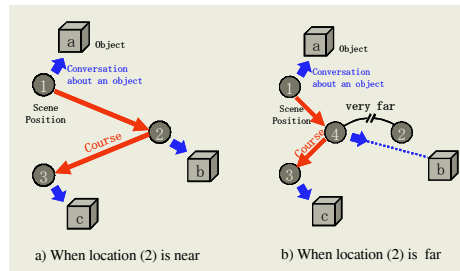 a
Object
Conversation
about an object
1
Scene
Position
2
Course
3
b
c
a) When location (2) is near
a
Object
Conversation
about an object
1
Scene
Position
very far
4
2
Course
3
b
c
b) When location (2) is far